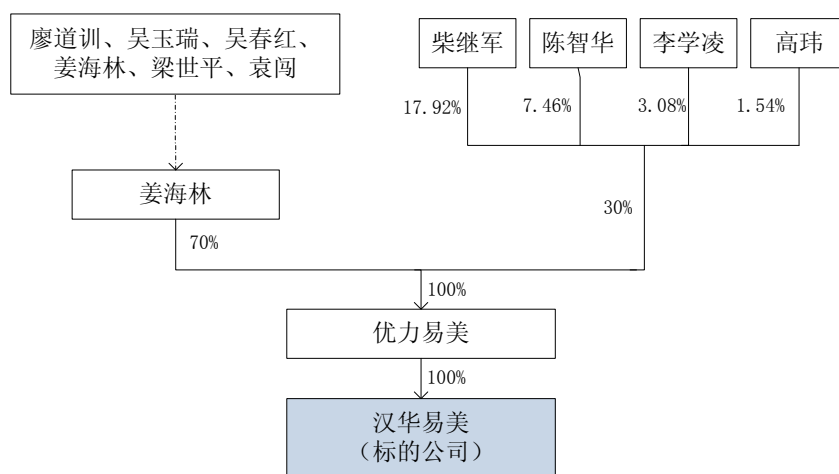 廖道训、吴玉瑞、吴春红、
姜海林、梁世平、袁闯
柴继军
陈智华
李学凌
高玮
17.92%
7.46%
3.08%
1.54%
姜海林
70%
30%
100%
优力易美
100%
汉华易美
（标的公司）